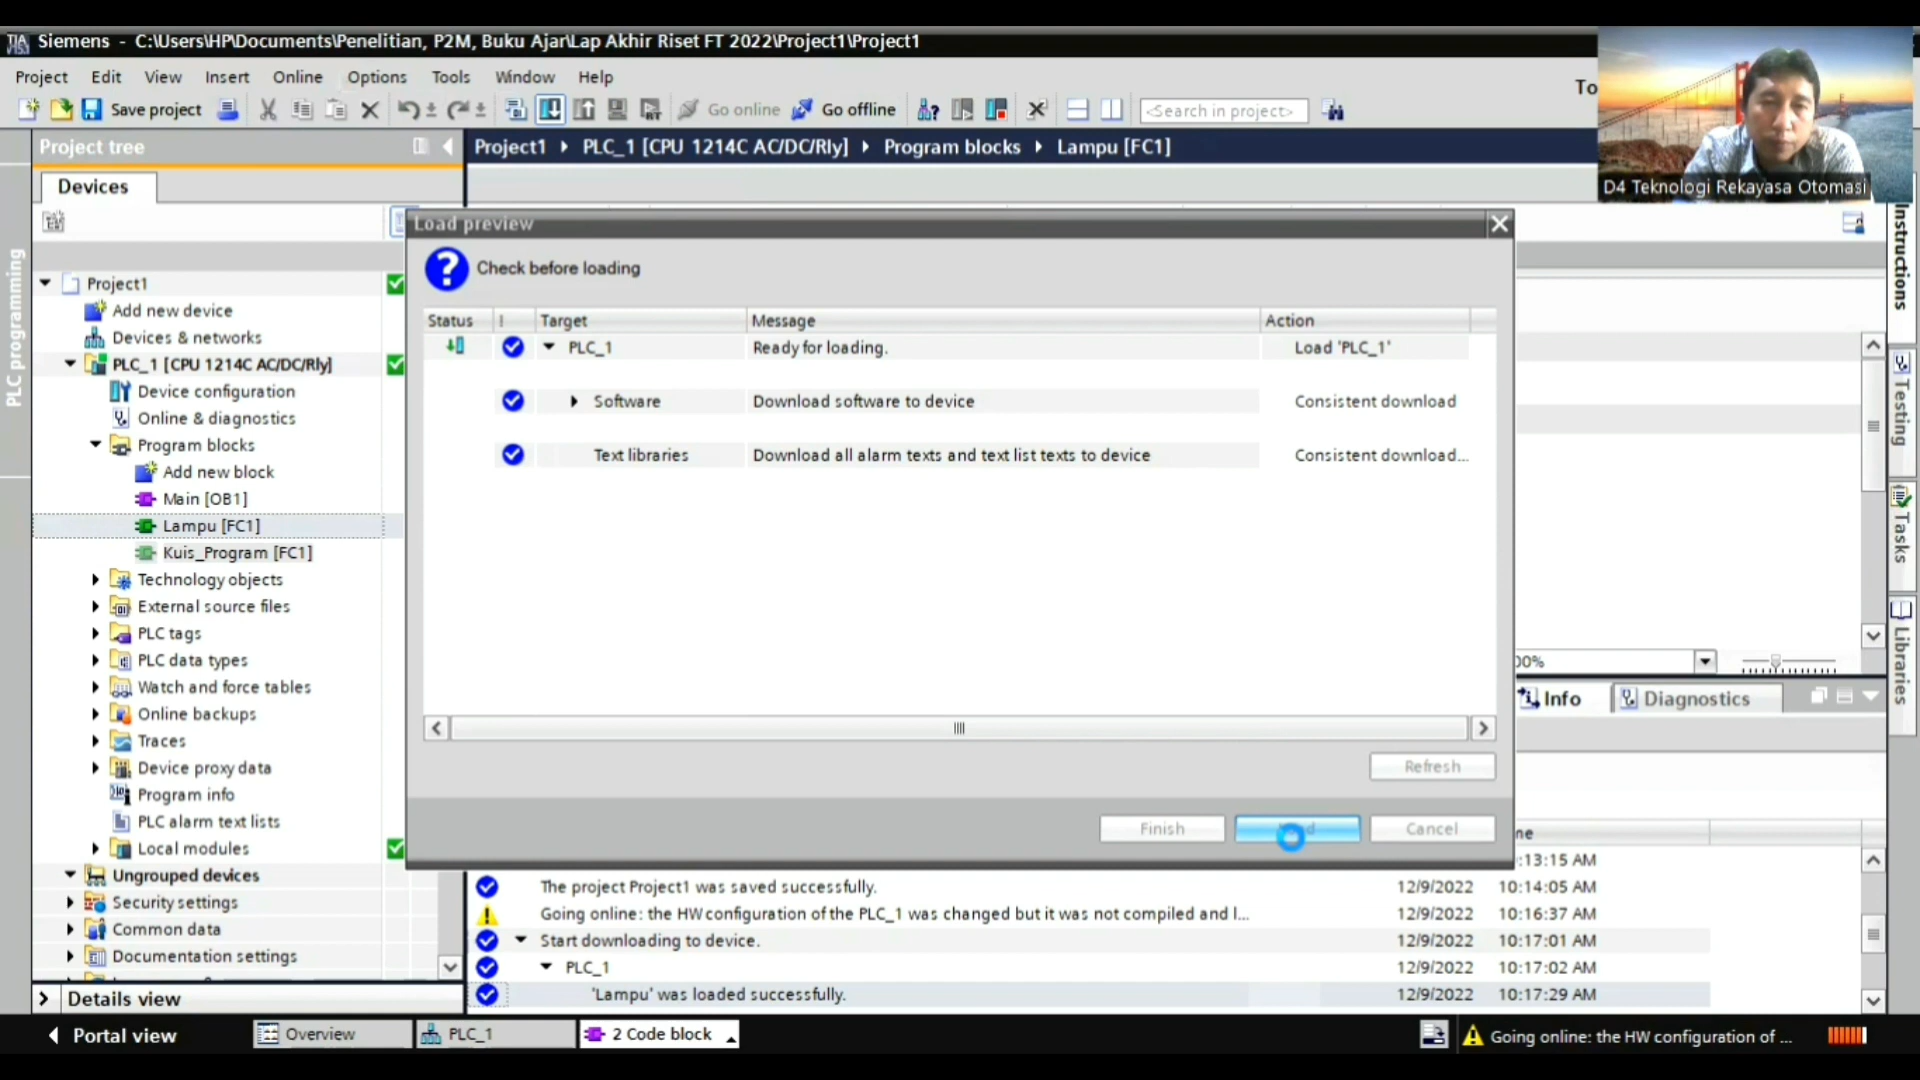 Siemens - C:\Users\HP\Documents\Penelitian, P2M, Buku Ajar\Lap Akhir Riset FT 2022\Project1\Project1
Project Edit View Insert Online Options Tools Window Help
To
Save project Go online Go offline <Search in project>
D4 Teknologi Rekayasa Otomasi
Project tree
Project1 PLC_1 [CPU 1214C AC/DC/Rly] Program blocks Lampu [FC1]
Devices
PLC programming
Project1
Add new device
Devices & networks
PLC_1 [CPU 1214C AC/DC/Rly]
Device configuration
Online & diagnostics
Program blocks
Add new block
Main [OB1]
Lampu [FC1]
Kuis_Program [FC1]
Technology objects
External source files
PLC tags
PLC data types
Watch and force tables
Online backups
Traces
Device proxy data
Program info
PLC alarm text lists
Local modules
Ungrouped devices
Security settings
Common data
Documentation settings
Details view
Load preview
Check before loading
Status ! Target Message Action
PLC_1 Ready for loading. Load 'PLC_1'
Software Download software to device Consistent download
Text libraries Download all alarm texts and text list texts to device Consistent download...
Refresh
Finish Cancel
Instructions
Testing
Tasks
Libraries
00%
Info Diagnostics
me
:13:15 AM
The project Project1 was saved successfully. 12/9/2022 10:14:05 AM
Going online: the HW configuration of the PLC_1 was changed but it was not compiled and l... 12/9/2022 10:16:37 AM
Start downloading to device. 12/9/2022 10:17:01 AM
PLC_1 12/9/2022 10:17:02 AM
'Lampu' was loaded successfully. 12/9/2022 10:17:29 AM
Portal view Overview PLC_1 2 Code block Going online: the HW configuration of ...